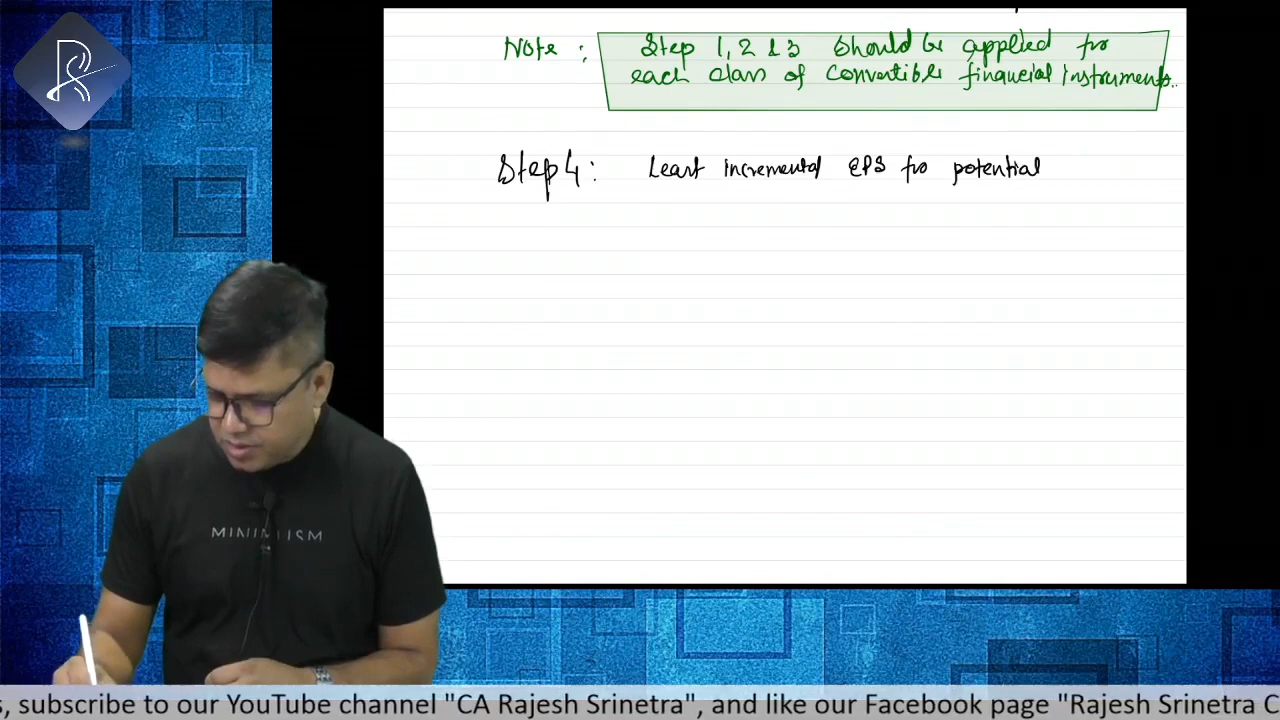 Note : Step 1, 2 & 3 should be applied for
each class of convertible financial instruments..
Step 4 : Least incremental EPS for potential
MINIMALISM
s, subscribe to our YouTube channel "CA Rajesh Srinetra", and like our Facebook page "Rajesh Srinetra C